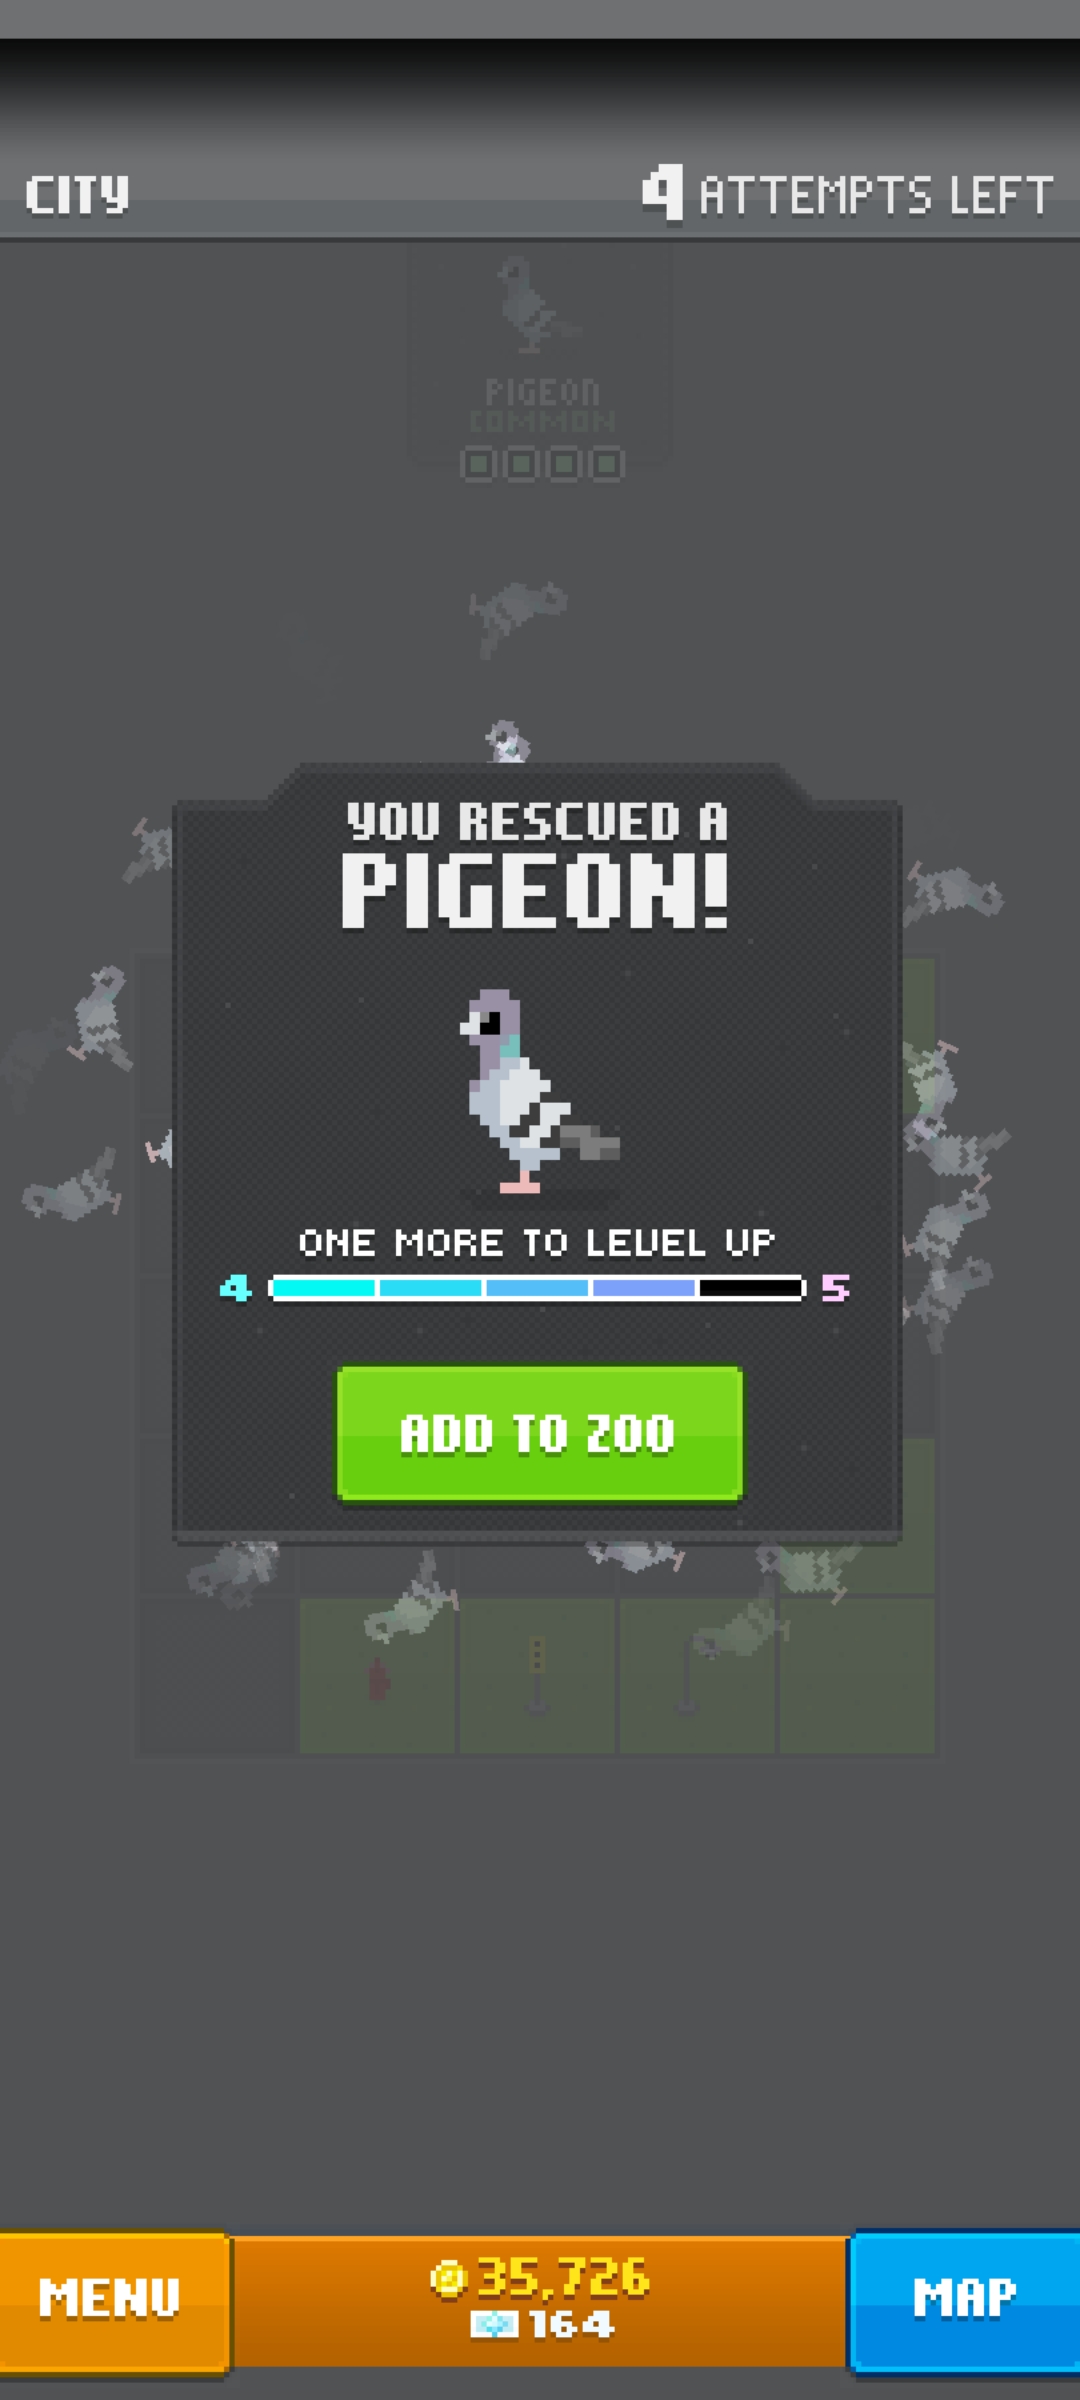 CITY
9 ATTEMPTS LEFT
PIGEON
COMMON
YOU RESCUED A
PIGEON!
ONE MORE TO LEVEL UP
4 5
ADD TO ZOO
MENU
35,726
164
MAP